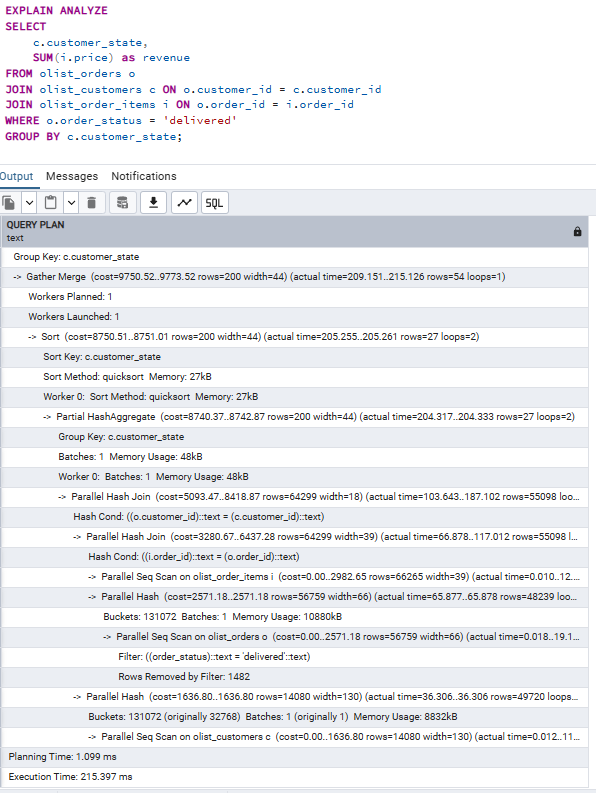 EXPLAIN ANALYZE
SELECT
    c.customer_state,
    SUM(i.price) as revenue
FROM olist_orders o
JOIN olist_customers c ON o.customer_id = c.customer_id
JOIN olist_order_items i ON o.order_id = i.order_id
WHERE o.order_status = 'delivered'
GROUP BY c.customer_state;
Output Messages Notifications
SQL
QUERY PLAN
text
Group Key: c.customer_state
-> Gather Merge (cost=9750.52..9773.52 rows=200 width=44) (actual time=209.151..215.126 rows=54 loops=1)
Workers Planned: 1
Workers Launched: 1
-> Sort (cost=8750.51..8751.01 rows=200 width=44) (actual time=205.255..205.261 rows=27 loops=2)
Sort Key: c.customer_state
Sort Method: quicksort Memory: 27kB
Worker 0: Sort Method: quicksort Memory: 27kB
-> Partial HashAggregate (cost=8740.37..8742.87 rows=200 width=44) (actual time=204.317..204.333 rows=27 loops=2)
Group Key: c.customer_state
Batches: 1 Memory Usage: 48kB
Worker 0: Batches: 1 Memory Usage: 48kB
-> Parallel Hash Join (cost=5093.47..8418.87 rows=64299 width=18) (actual time=103.643..187.102 rows=55098 loo...
Hash Cond: ((o.customer_id)::text = (c.customer_id)::text)
-> Parallel Hash Join (cost=3280.67..6437.28 rows=64299 width=39) (actual time=66.878..117.012 rows=55098 l...
Hash Cond: ((i.order_id)::text = (o.order_id)::text)
-> Parallel Seq Scan on olist_order_items i (cost=0.00..2982.65 rows=66265 width=39) (actual time=0.010..12....
-> Parallel Hash (cost=2571.18..2571.18 rows=56759 width=66) (actual time=65.877..65.878 rows=48239 loo...
Buckets: 131072 Batches: 1 Memory Usage: 10880kB
-> Parallel Seq Scan on olist_orders o (cost=0.00..2571.18 rows=56759 width=66) (actual time=0.018..19.1...
Filter: ((order_status)::text = 'delivered'::text)
Rows Removed by Filter: 1482
-> Parallel Hash (cost=1636.80..1636.80 rows=14080 width=130) (actual time=36.306..36.306 rows=49720 loops...
Buckets: 131072 (originally 32768) Batches: 1 (originally 1) Memory Usage: 8832kB
-> Parallel Seq Scan on olist_customers c (cost=0.00..1636.80 rows=14080 width=130) (actual time=0.012..11...
Planning Time: 1.099 ms
Execution Time: 215.397 ms